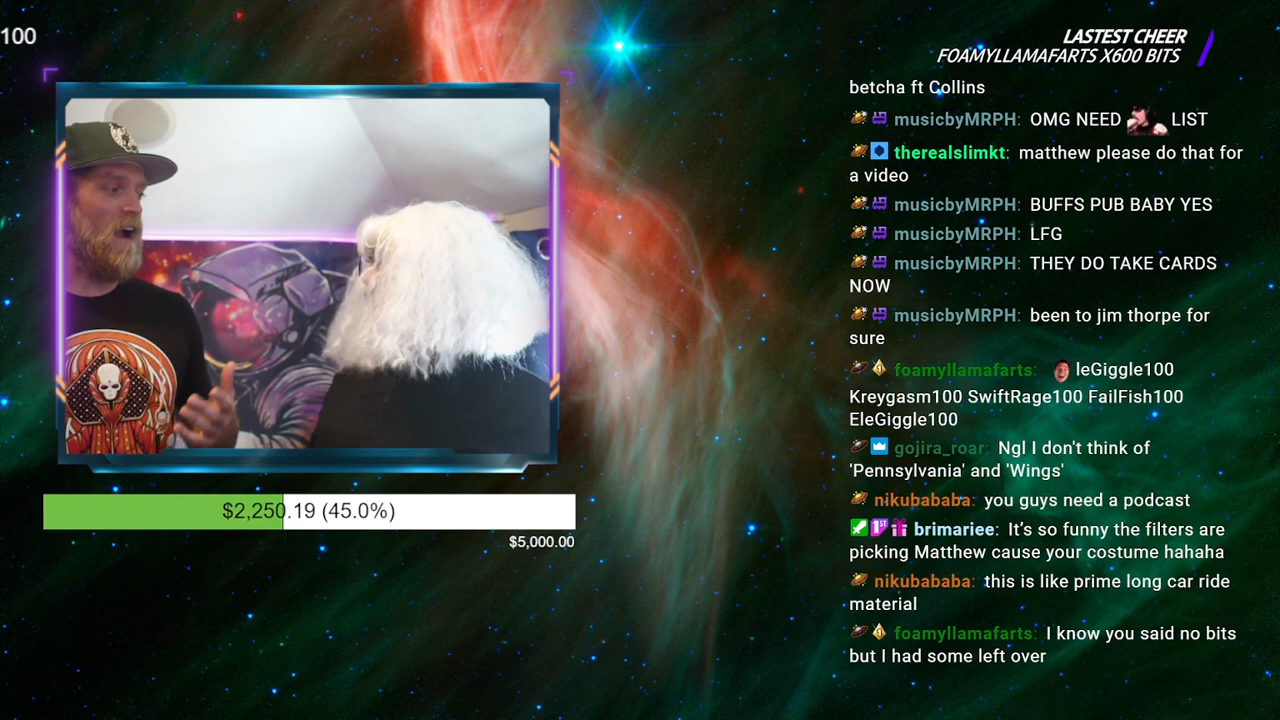 100
LASTEST CHEER
FOAMYLLAMAFARTS X600 BITS
betcha ft Collins
musicbyMRPH: OMG NEED LIST
therealslimkt: matthew please do that for
a video
musicbyMRPH: BUFFS PUB BABY YES
musicbyMRPH: LFG
musicbyMRPH: THEY DO TAKE CARDS
NOW
musicbyMRPH: been to jim thorpe for
sure
foamyllamafarts: leGiggle100
Kreygasm100 SwiftRage100 FailFish100
EleGiggle100
gojira_roar: Ngl I don't think of
'Pennsylvania' and 'Wings'
nikubababa: you guys need a podcast
1ST brimariee: It’s so funny the filters are
picking Matthew cause your costume hahaha
nikubababa: this is like prime long car ride
material
foamyllamafarts: I know you said no bits
but I had some left over
$2,250.19 (45.0%)
$5,000.00